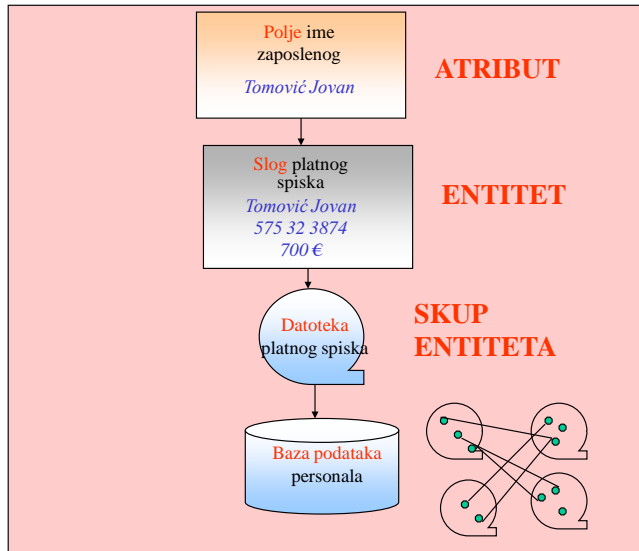 Polje ime
zaposlenog
Tomović Jovan
ATRIBUT
Slog platnog
spiska
Tomović Jovan
575 32 3874
700 €
ENTITET
Datoteka
platnog spiska
SKUP
ENTITETA
Baza podataka
personala